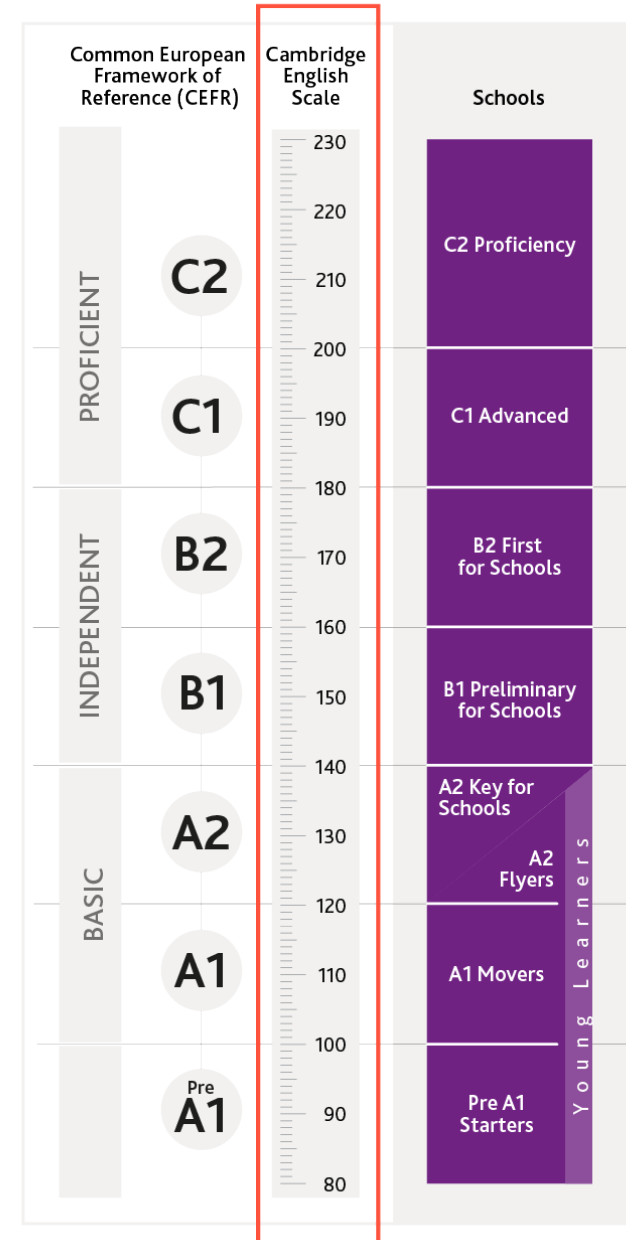 Common European
Framework of
Reference (CEFR)
Cambridge
English
Scale
Schools
PROFICIENT
INDEPENDENT
BASIC
C2
C1
B2
B1
A2
A1
Pre
A1
230
220
210
200
190
180
170
160
150
140
130
120
110
100
90
80
C2 Proficiency
C1 Advanced
B2 First
for Schools
B1 Preliminary
for Schools
A2 Key for
Schools
A2
Flyers
A1 Movers
Pre A1
Starters
Young Learners